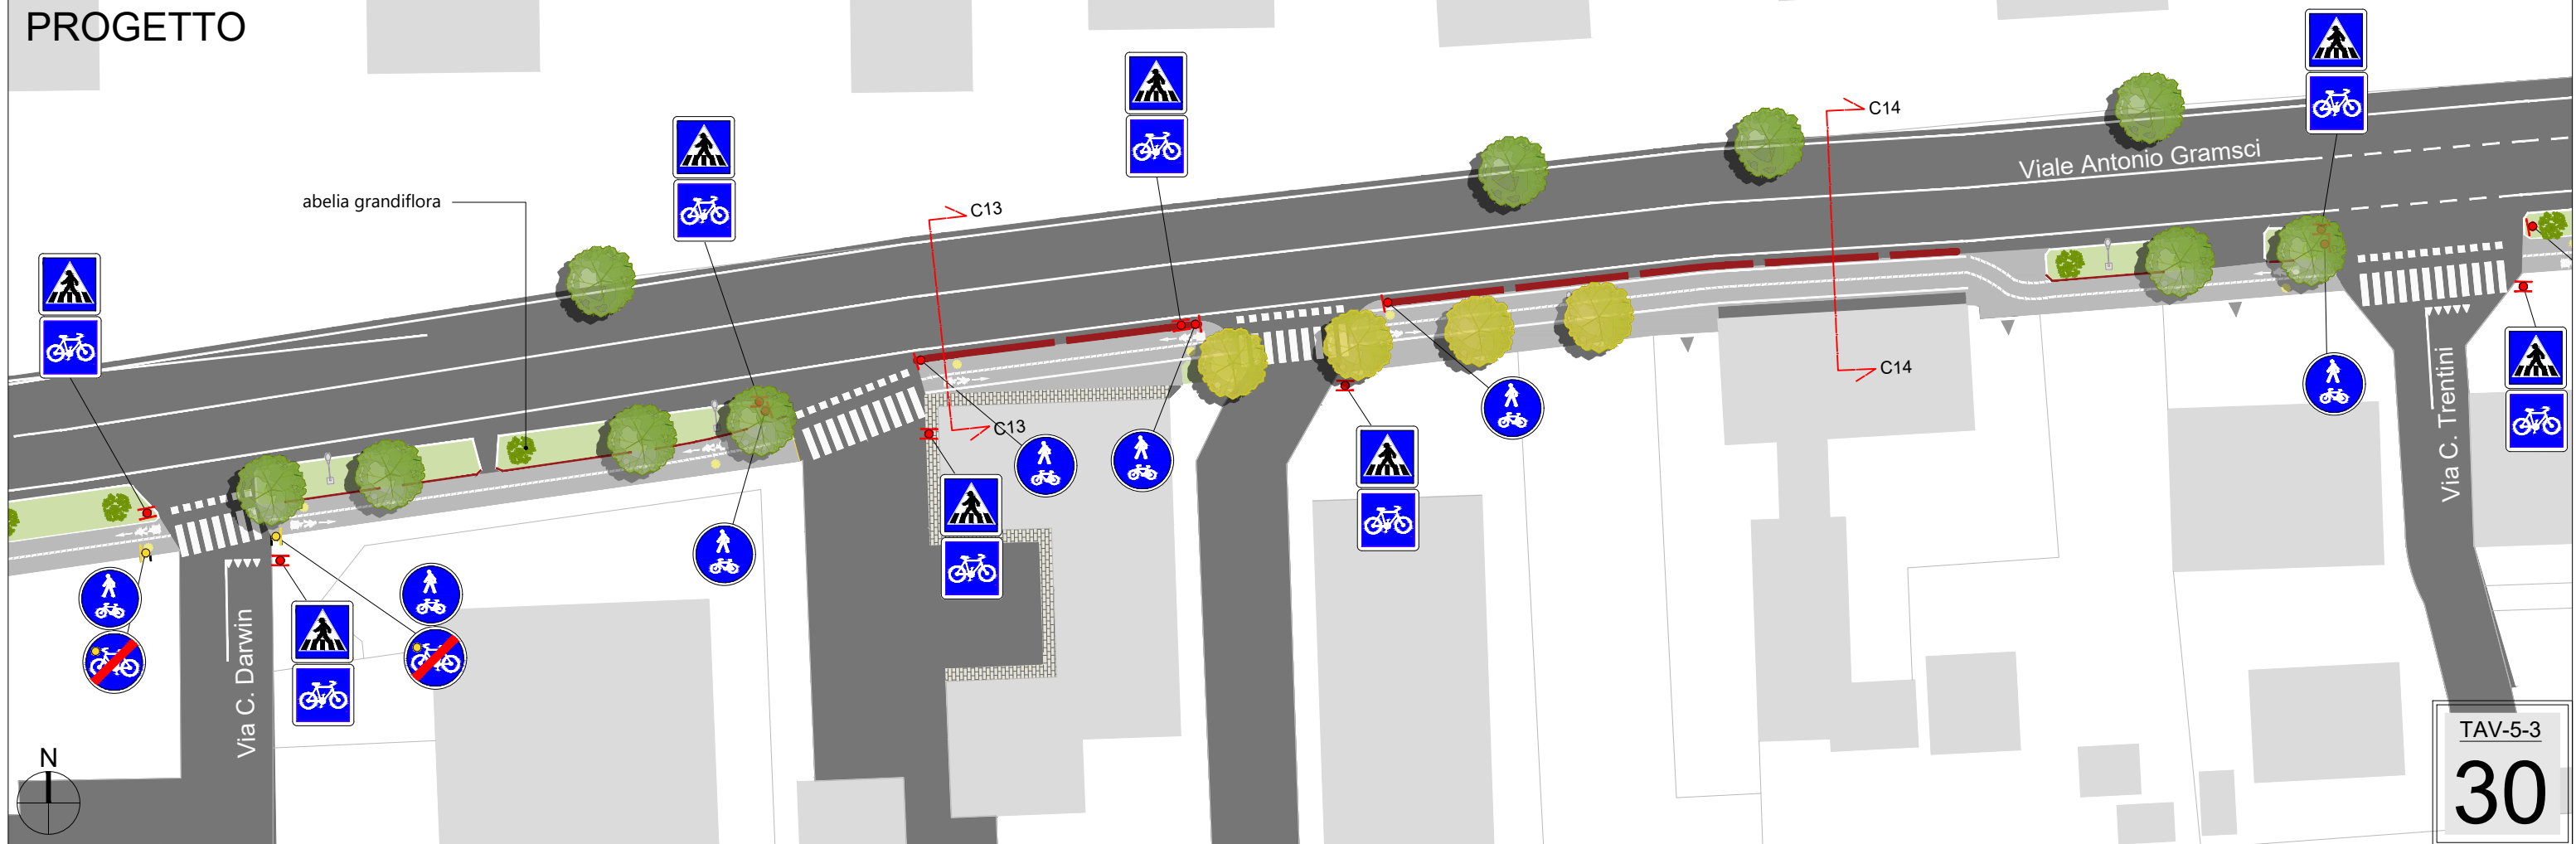 PROGETTO
abelia grandiflora
C13
C13
C14
C14
Viale Antonio Gramsci
Via C. Darwin
Via C. Trentini
N
TAV-5-3
30